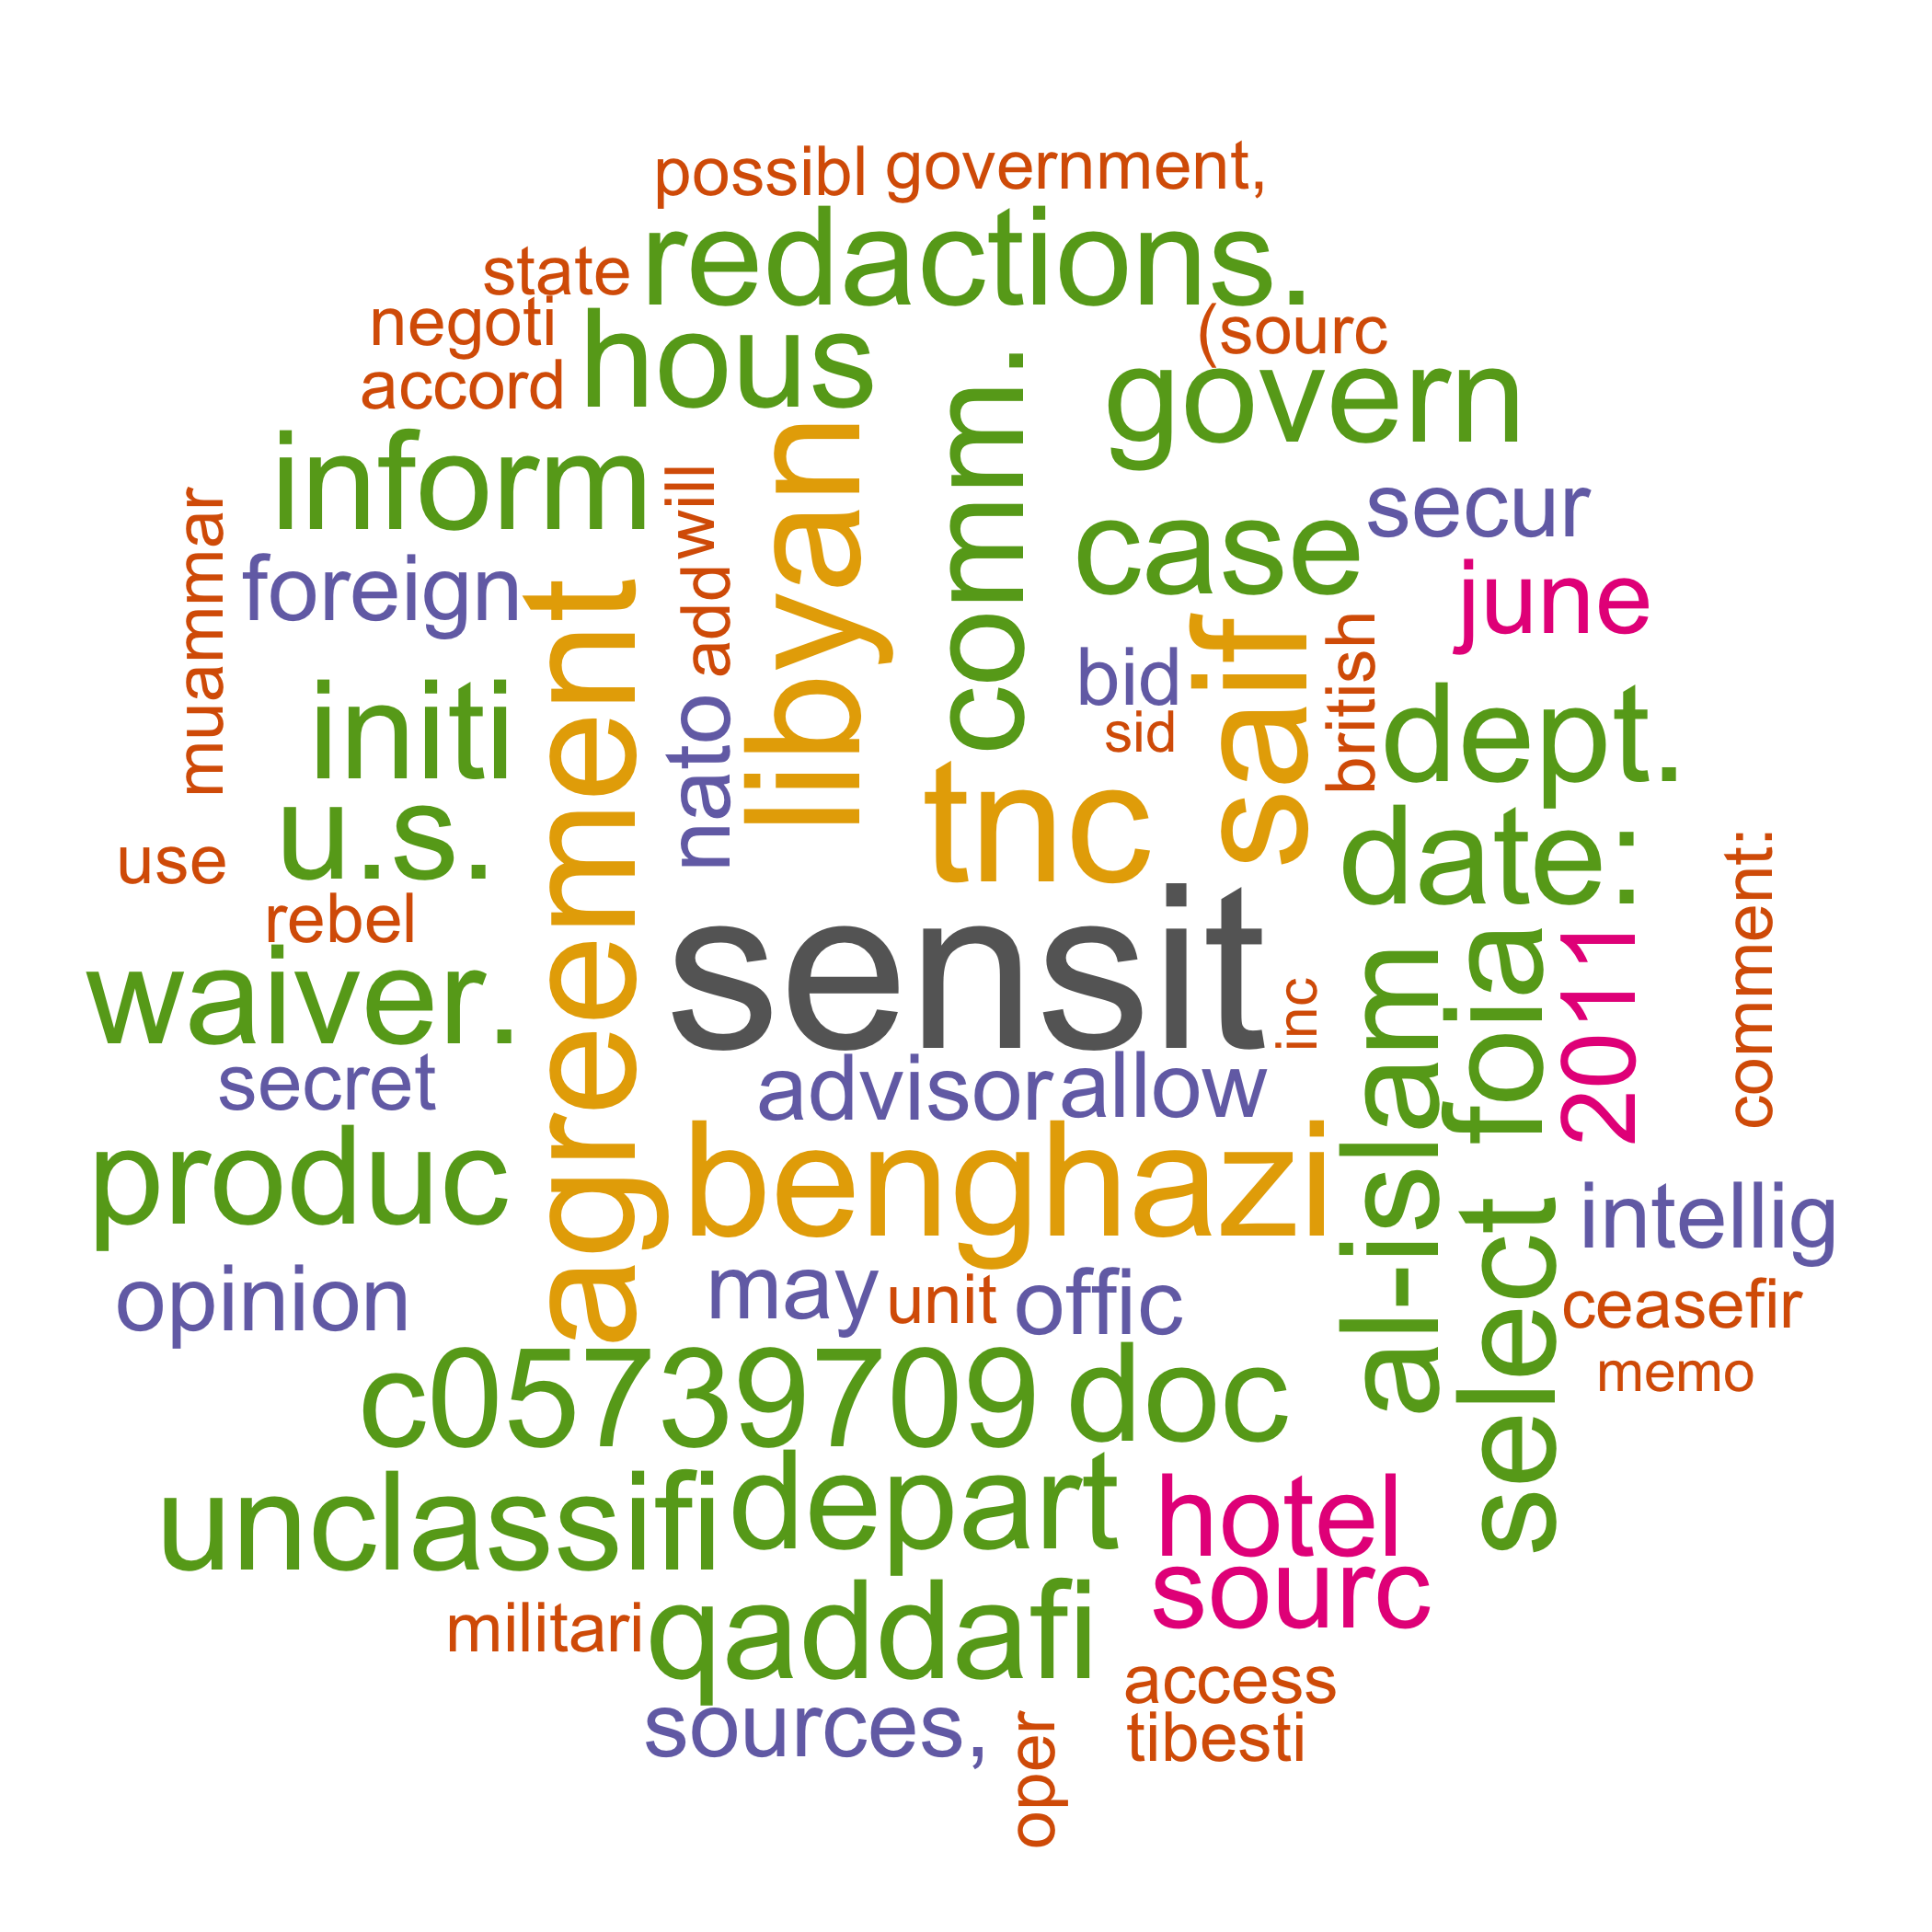 possibl government,
redactions.
state
negoti
(sourc
accord
hous
comm.
govern
inform
will
libyan
case
secur
muammar
foreign
agreement
add
june
bid
saif
british
initi
nato
sid
dept.
tnc
u.s.
use
date:
comment:
rebel
sensit
waiver.
inc
al-islam
foia
2011
secret
advisor
allow
produc
benghazi
intellig
opinion
may
unit
offic
select
ceasefir
c05739709
doc
memo
unclassifi
depart
hotel
sourc
militari
qaddafi
access
sources,
oper
tibesti